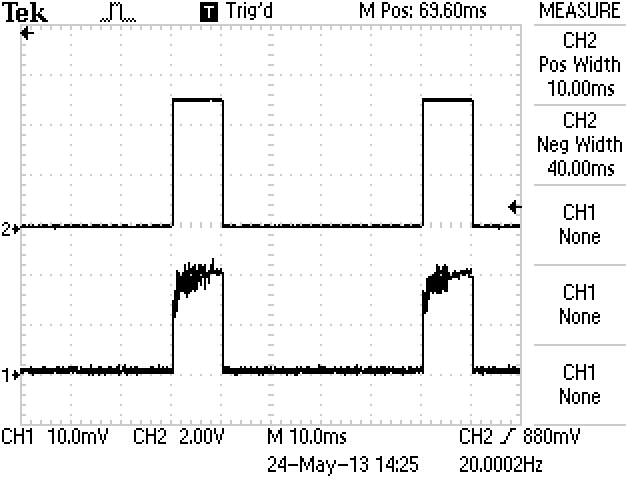 Tek T Trig'd M Pos: 69.60ms MEASURE
CH2
Pos Width
10.00ms
CH2
Neg Width
40.00ms
CH1
None
CH1
None
CH1
None
2
1
CH1 10.0mV CH2 2.00V M 10.0ms CH2 880mV
24-May-13 14:25 20.0002Hz